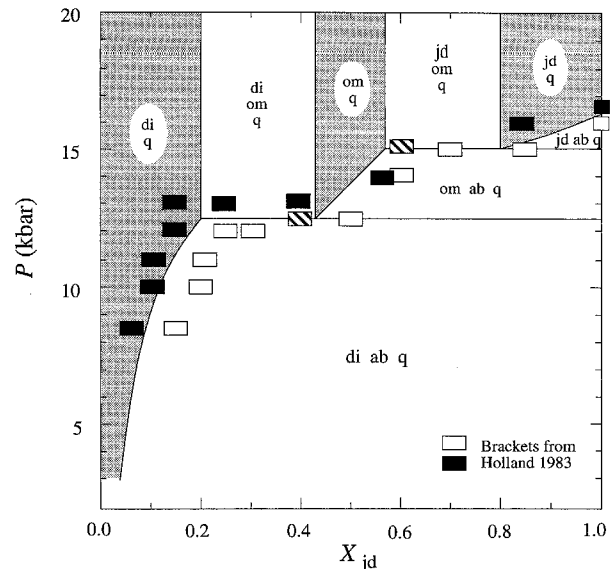 20
15
10
5
P (kbar)
di
q
di
om
q
om
q
jd
om
q
jd
q
jd ab q
om ab q
di ab q
Brackets from
Holland 1983
0.0
0.2
0.4
0.6
0.8
1.0
X jd